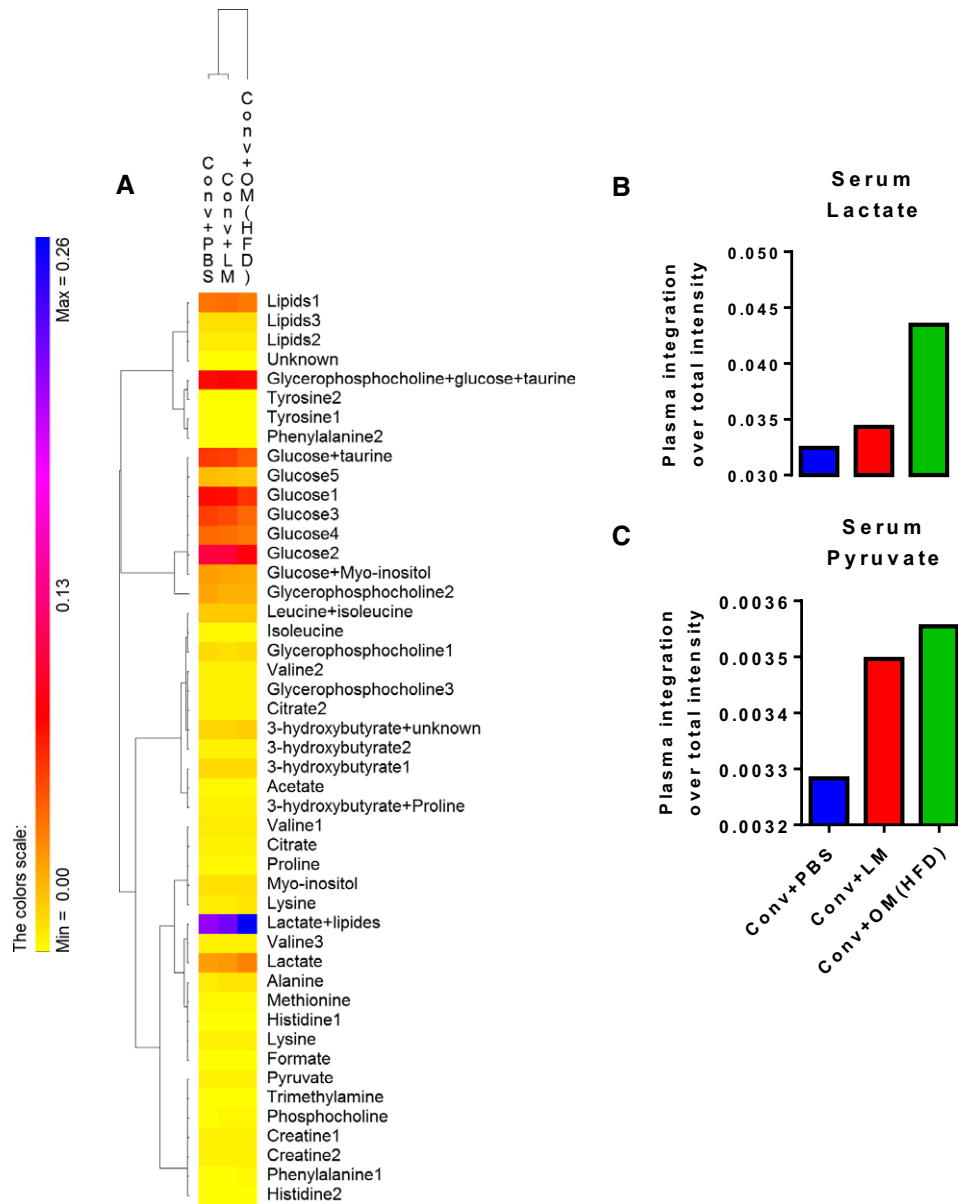 A
Conv+PBS
Conv+LM
Conv+OM(HFD)
The colors scale:
Min = 0.00
0.13
Max = 0.26
Lipids1
Lipids3
Lipids2
Unknown
Glycerophosphocholine+glucose+taurine
Tyrosine2
Tyrosine1
Phenylalanine2
Glucose+taurine
Glucose5
Glucose1
Glucose3
Glucose4
Glucose2
Glucose+Myo-inositol
Glycerophosphocholine2
Leucine+isoleucine
Isoleucine
Glycerophosphocholine1
Valine2
Glycerophosphocholine3
Citrate2
3-hydroxybutyrate+unknown
3-hydroxybutyrate2
3-hydroxybutyrate1
Acetate
3-hydroxybutyrate+Proline
Valine1
Citrate
Proline
Myo-inositol
Lysine
Lactate+lipides
Valine3
Lactate
Alanine
Methionine
Histidine1
Lysine
Formate
Pyruvate
Trimethylamine
Phosphocholine
Creatine1
Creatine2
Phenylalanine1
Histidine2
B
Serum
Lactate
Plasma integration
over total intensity
0.050
0.045
0.040
0.035
0.030
C
Serum
Pyruvate
Plasma integration
over total intensity
0.0036
0.0035
0.0034
0.0033
0.0032
Conv+PBS
Conv+LM
Conv+OM(HFD)